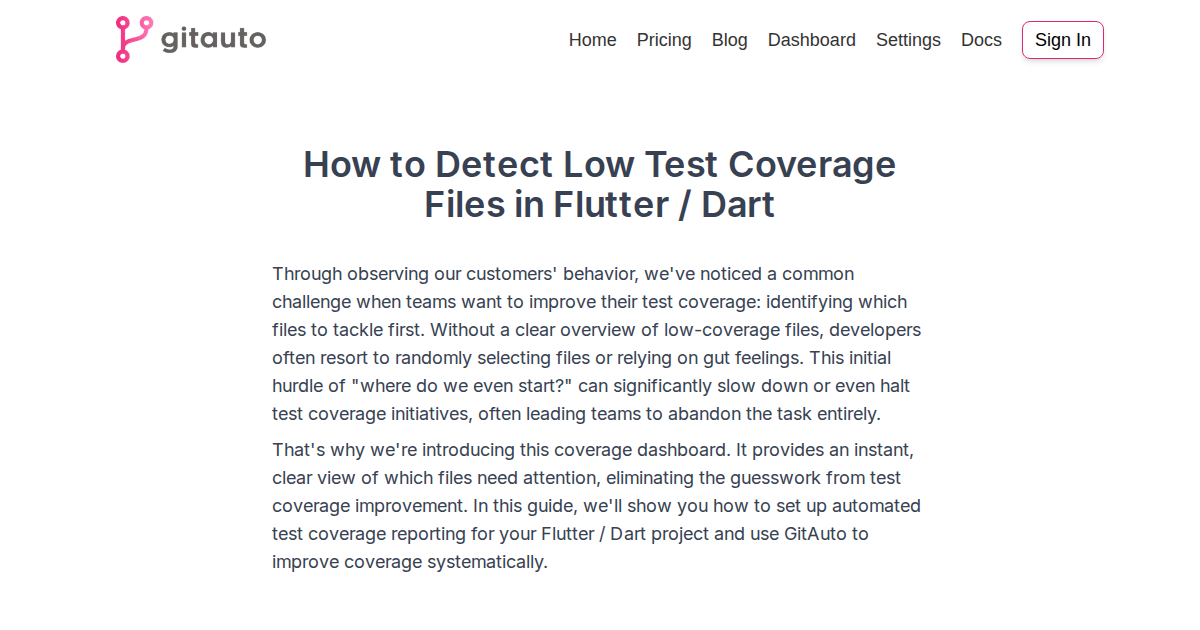 gitauto
Home Pricing Blog Dashboard Settings Docs Sign In
How to Detect Low Test Coverage
Files in Flutter / Dart
Through observing our customers' behavior, we've noticed a common
challenge when teams want to improve their test coverage: identifying which
files to tackle first. Without a clear overview of low-coverage files, developers
often resort to randomly selecting files or relying on gut feelings. This initial
hurdle of "where do we even start?" can significantly slow down or even halt
test coverage initiatives, often leading teams to abandon the task entirely.
That's why we're introducing this coverage dashboard. It provides an instant,
clear view of which files need attention, eliminating the guesswork from test
coverage improvement. In this guide, we'll show you how to set up automated
test coverage reporting for your Flutter / Dart project and use GitAuto to
improve coverage systematically.